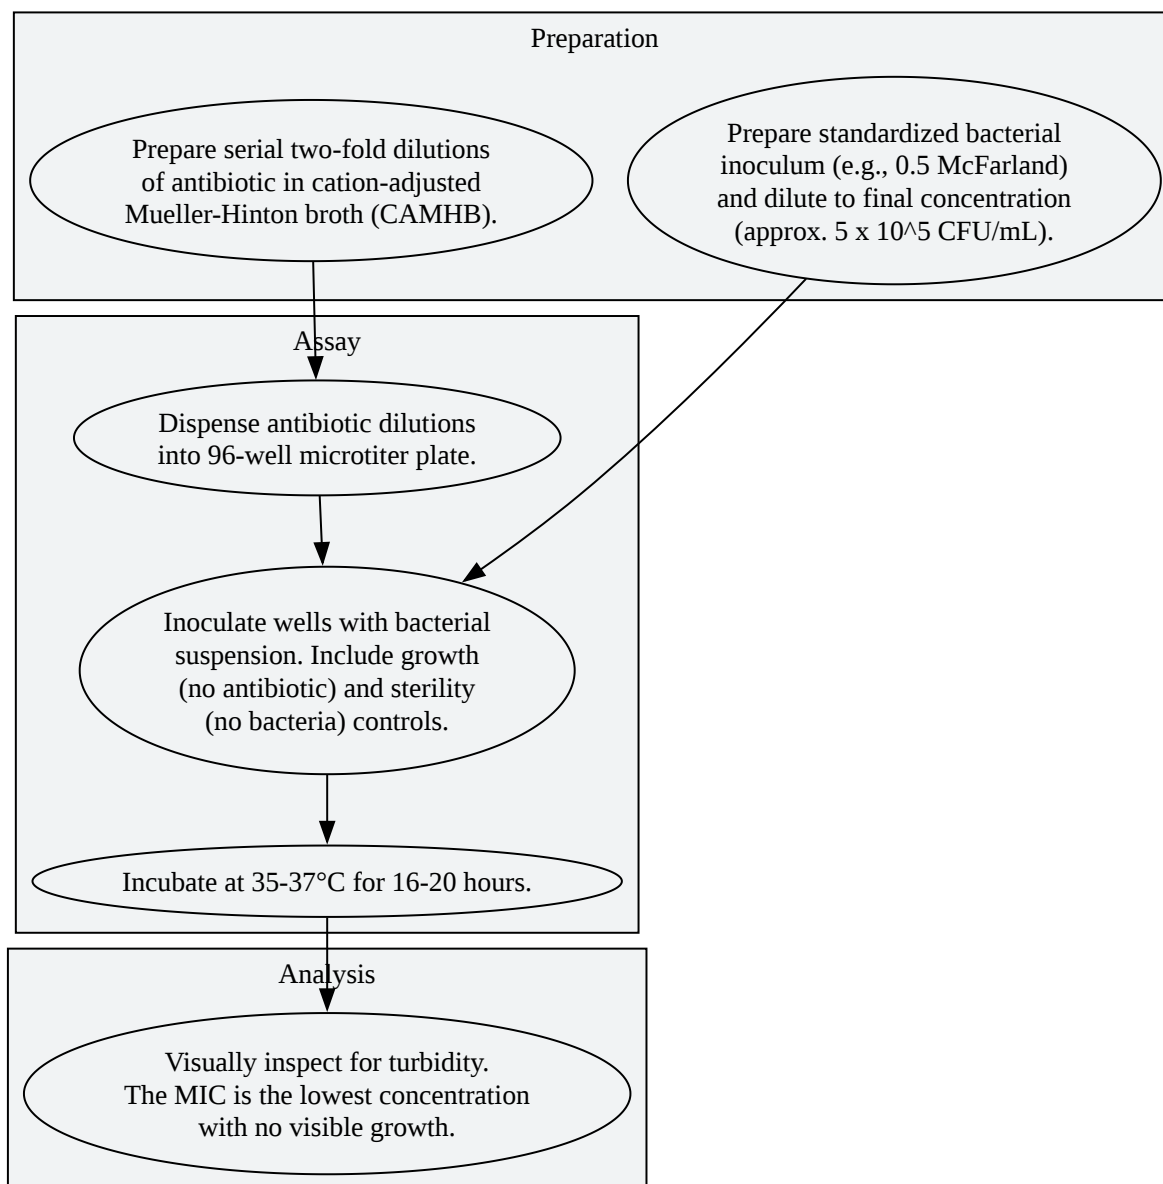 Preparation
Prepare serial two-fold dilutions
of antibiotic in cation-adjusted
Mueller-Hinton broth (CAMHB).
Prepare standardized bacterial
inoculum (e.g., 0.5 McFarland)
and dilute to final concentration
(approx. 5 x 10^5 CFU/mL).
Assay
Dispense antibiotic dilutions
into 96-well microtiter plate.
Inoculate wells with bacterial
suspension. Include growth
(no antibiotic) and sterility
(no bacteria) controls.
Incubate at 35-37°C for 16-20 hours.
Analysis
Visually inspect for turbidity.
The MIC is the lowest concentration
with no visible growth.